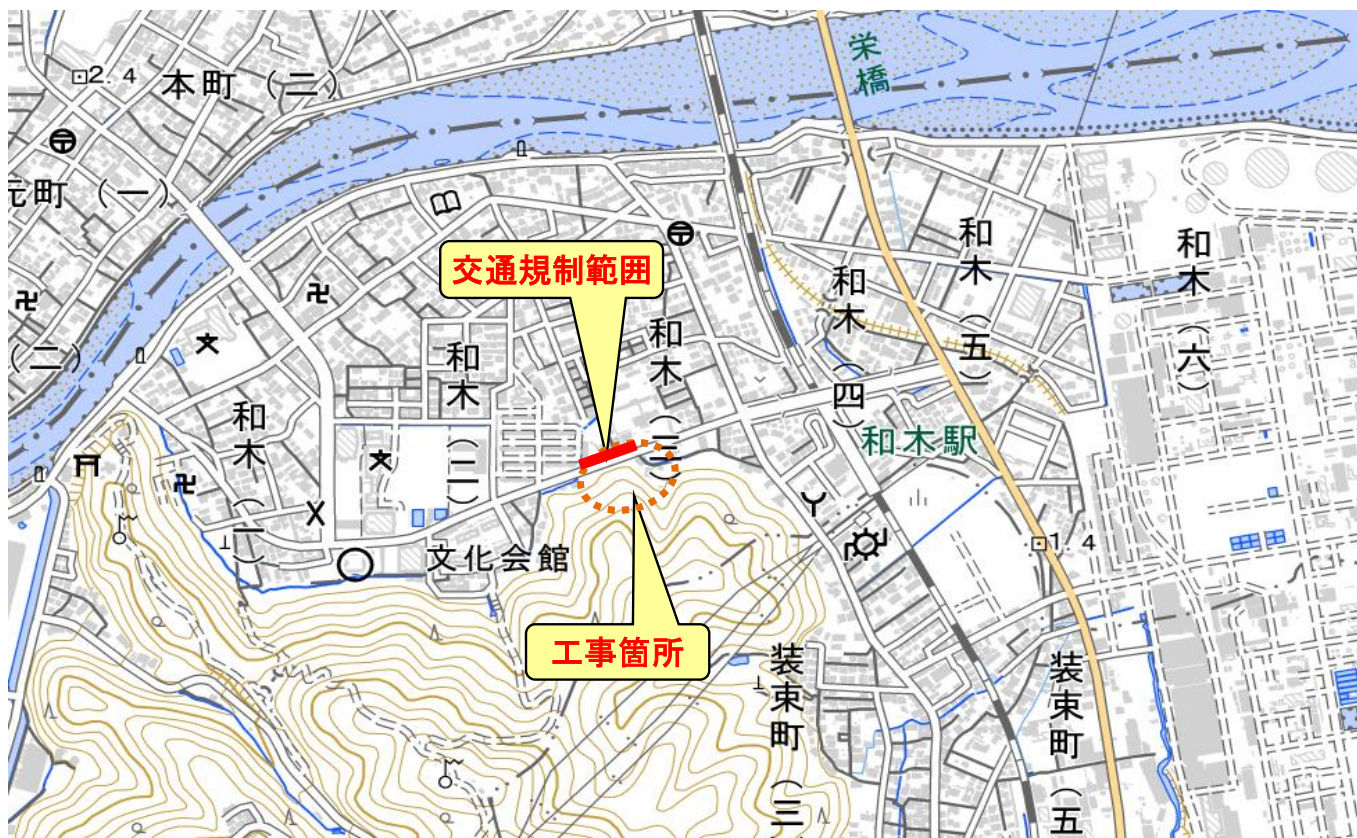 栄橋
2.4
本町(二)
元町(一)
(二)
交通規制範囲
和木(一)
和木(二)
和木(三)
和木(四)
和木(五)
和木(六)
和木駅
文化会館
1.4
工事箇所
装束町(三
装束町(五